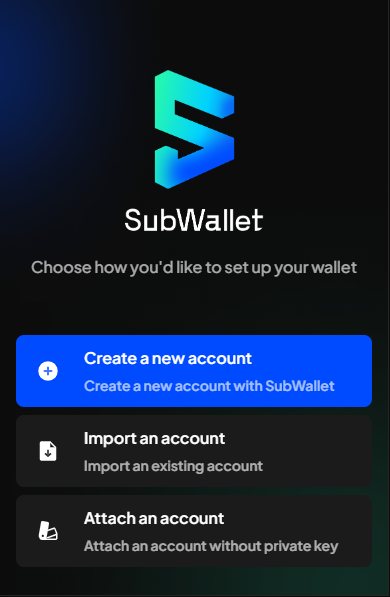 SubWallet
Choose how you'd like to set up your wallet
Create a new account
Create a new account with SubWallet
Import an account
Import an existing account
Attach an account
Attach an account without private key